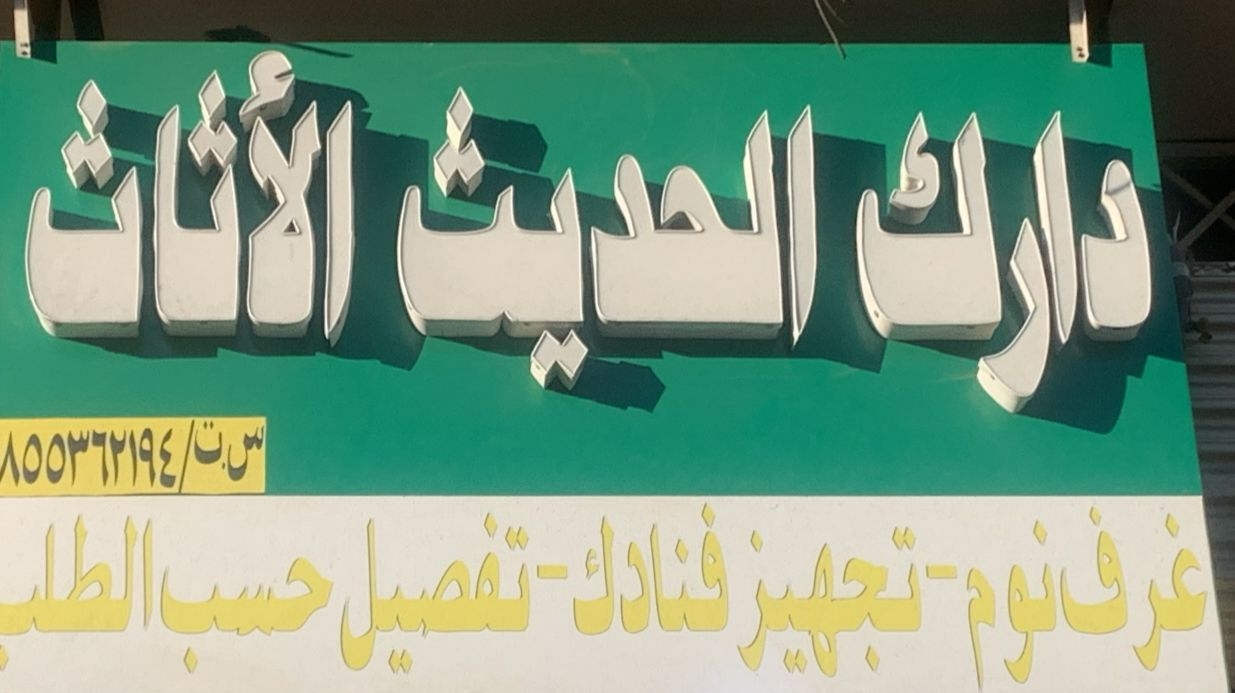 دارك الحديث الأثاث
س.ت/٨٥٥٣٦٢١٩٤
غرف نوم - تجهيز فنادك - تفصيل حسب الطلب